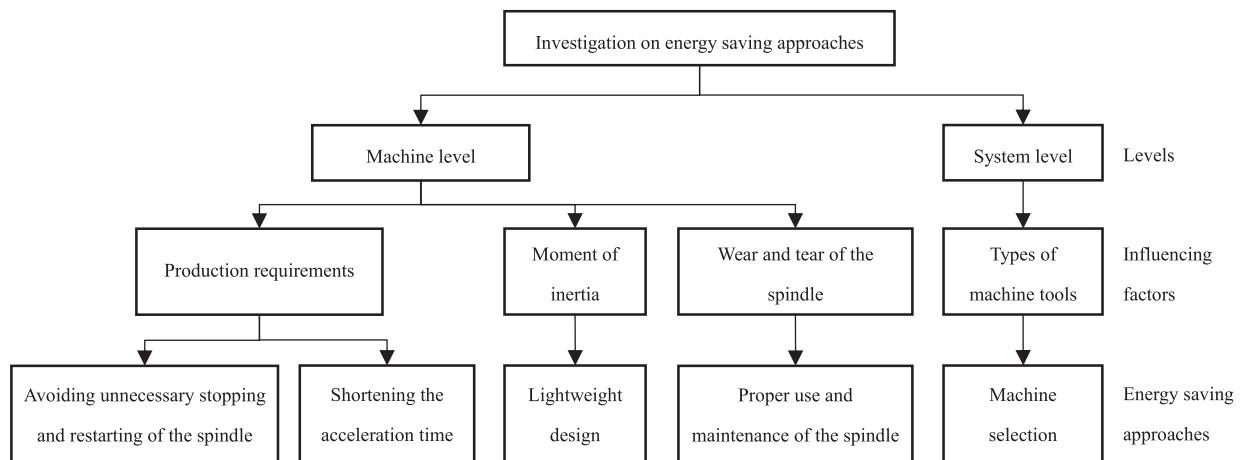 Investigation on energy saving approaches
Machine level
System level
Levels
Production requirements
Moment of
inertia
Wear and tear of the
spindle
Types of
machine tools
Influencing
factors
Avoiding unnecessary stopping
and restarting of the spindle
Shortening the
acceleration time
Lightweight
design
Proper use and
maintenance of the spindle
Machine
selection
Energy saving
approaches